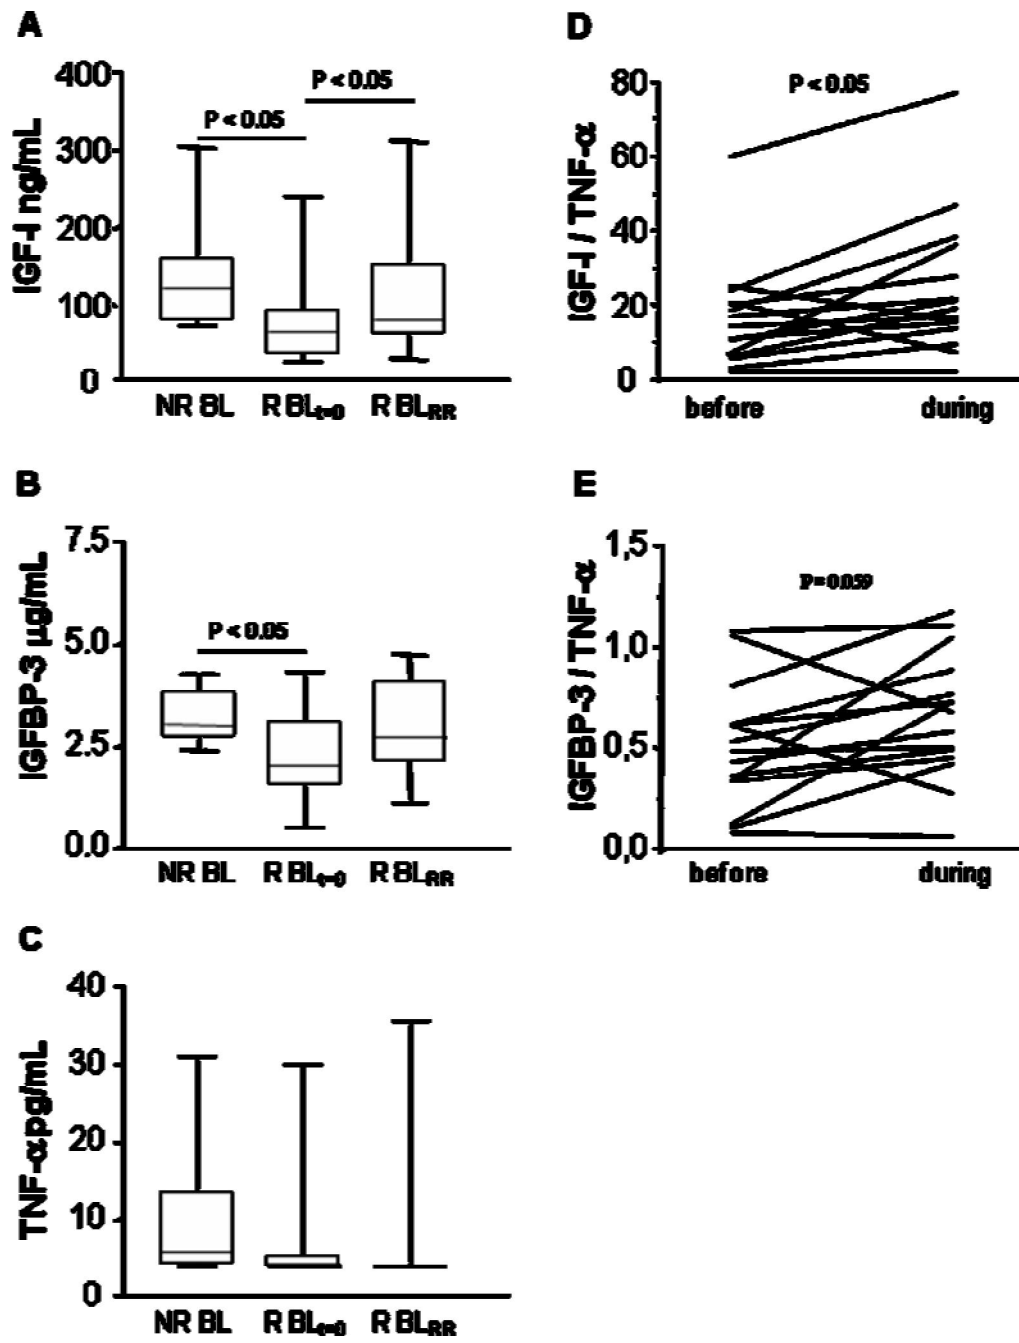 A
IGF-I ng/mL
400
300
200
100
0
P < 0.05
P < 0.05
NR BL R BLt=0 R BLRR
B
IGFBP-3 µg/mL
7.5
5.0
2.5
0.0
P < 0.05
NR BL R BLt=0 R BLRR
C
TNF-αpg/mL
40
30
20
10
0
NR BL R BLt=0 R BLRR
D
IGF-I / TNF-α
80
60
40
20
0
P < 0.05
before during
E
IGFBP-3 / TNF-α
1,5
1,0
0,5
0,0
P = 0.059
before during